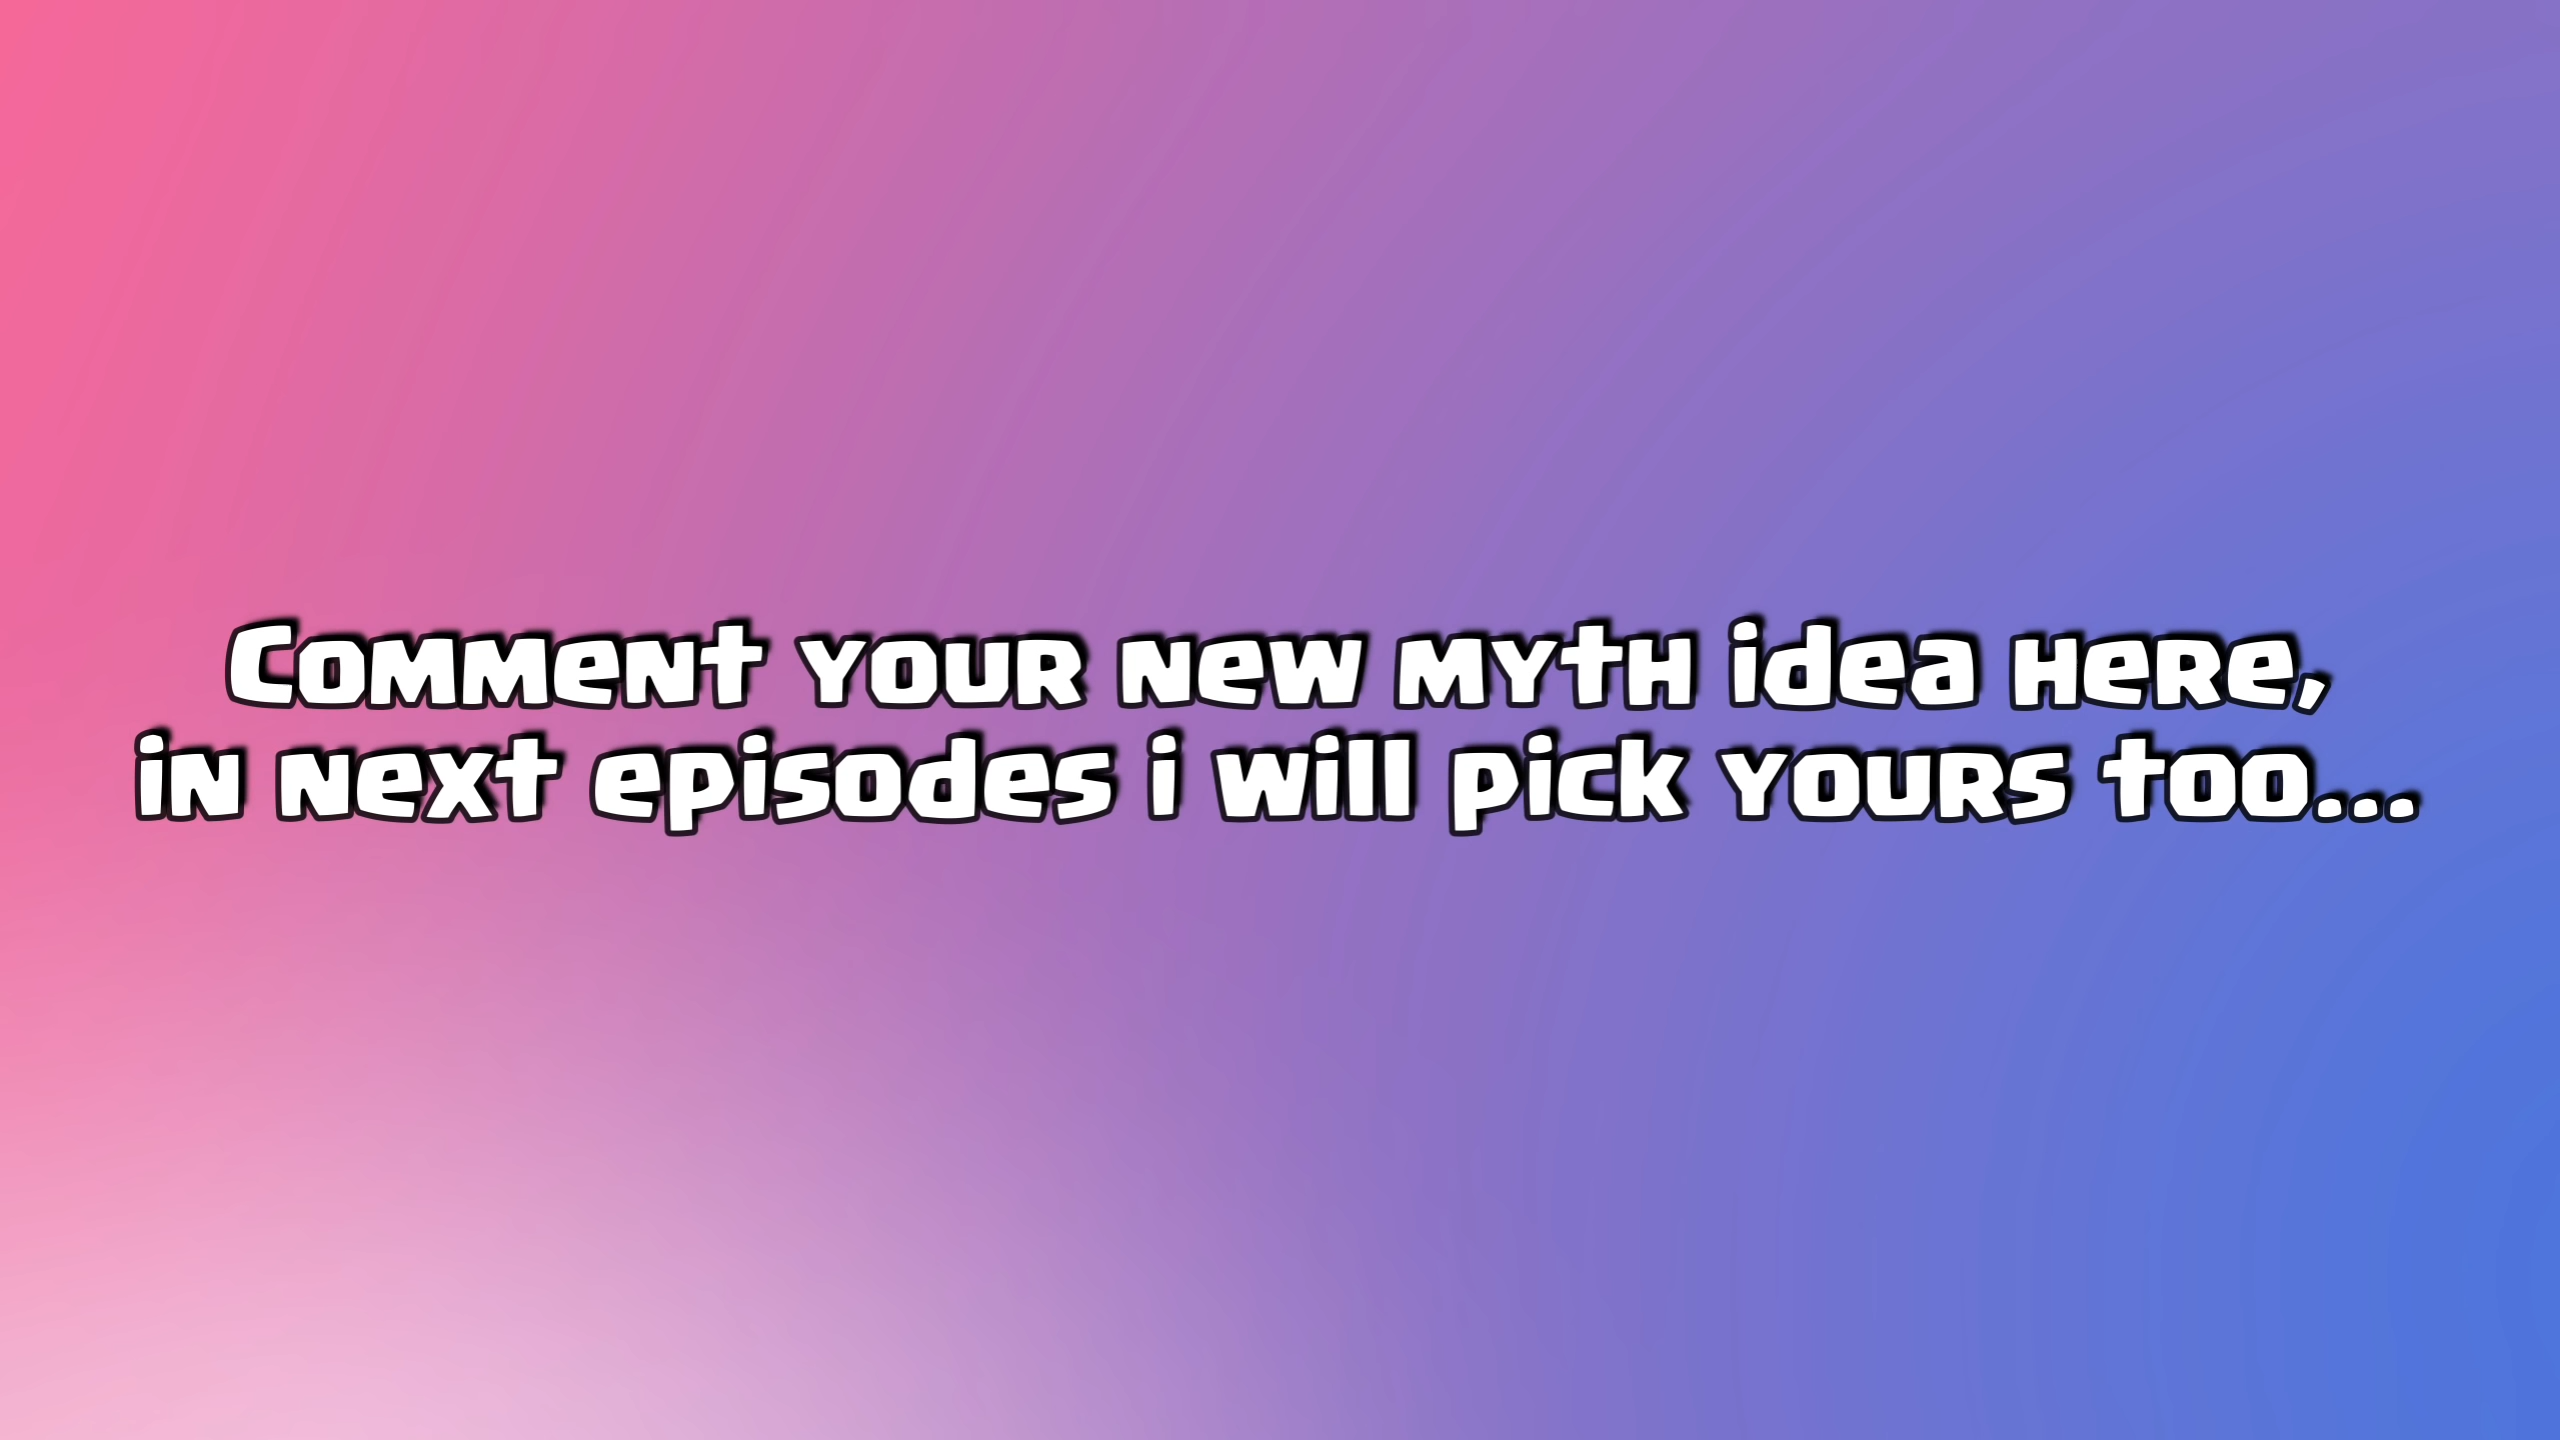 Comment your new myth idea here,
in next episodes i will pick yours too...